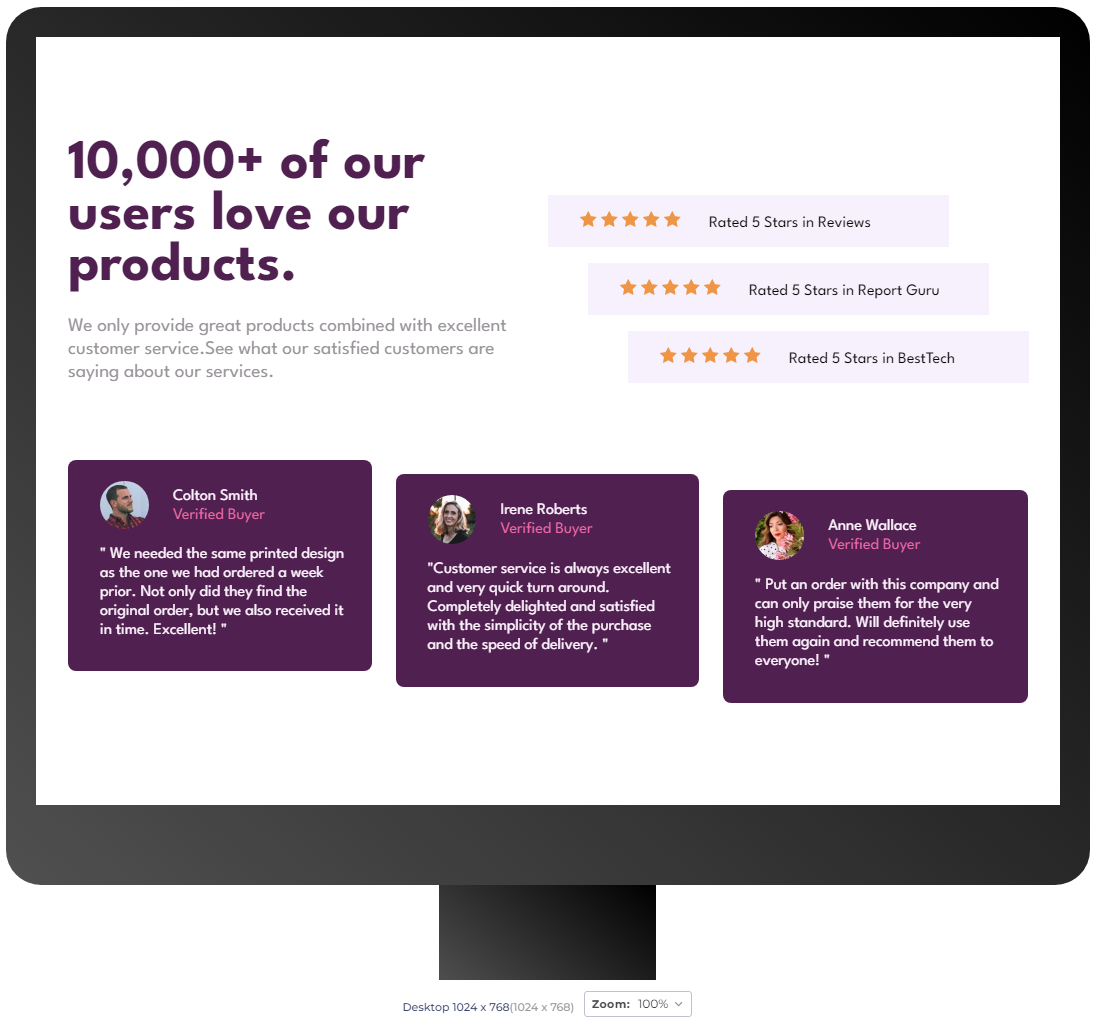 10,000+ of our
users love our
products.
We only provide great products combined with excellent
customer service.See what our satisfied customers are
saying about our services.
Rated 5 Stars in Reviews
Rated 5 Stars in Report Guru
Rated 5 Stars in BestTech
Colton Smith
Verified Buyer
" We needed the same printed design
as the one we had ordered a week
prior. Not only did they find the
original order, but we also received it
in time. Excellent! "
Irene Roberts
Verified Buyer
"Customer service is always excellent
and very quick turn around.
Completely delighted and satisfied
with the simplicity of the purchase
and the speed of delivery. "
Anne Wallace
Verified Buyer
" Put an order with this company and
can only praise them for the very
high standard. Will definitely use
them again and recommend them to
everyone! "
Desktop 1024 x 768(1024 x 768) Zoom: 100%